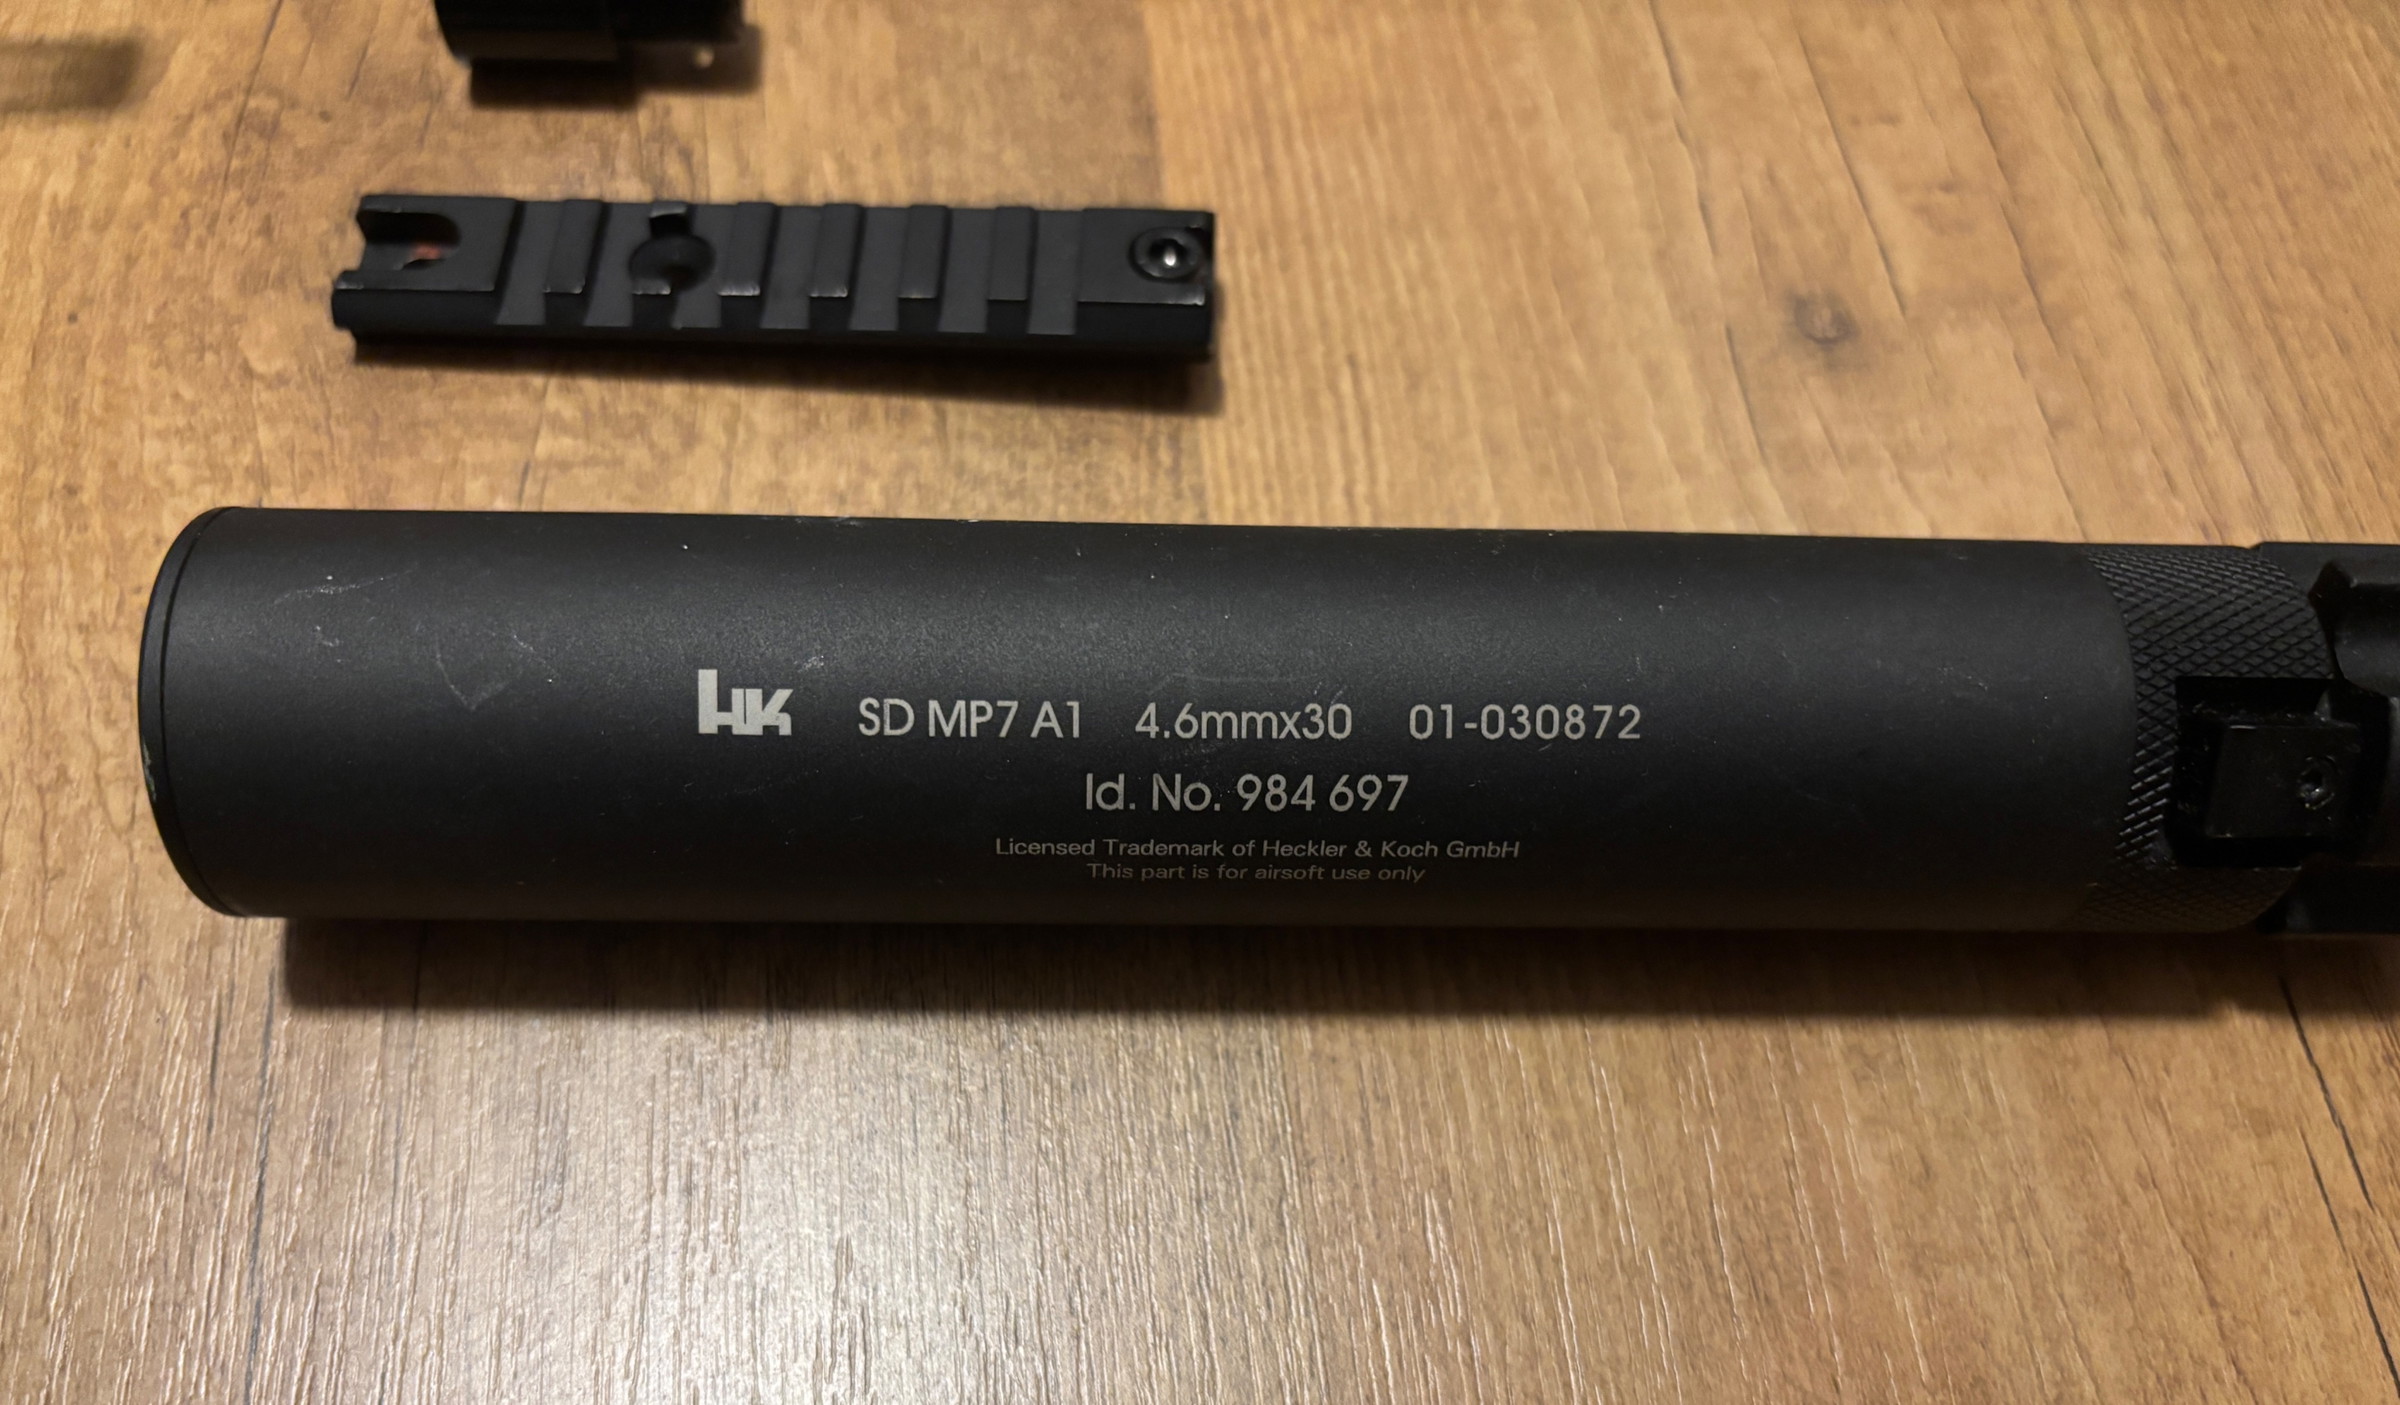 HK SD MP7 A1 4.6mmx30 01-030872
Id. No. 984 697
Licensed Trademark of Heckler & Koch GmbH
This part is for airsoft use only